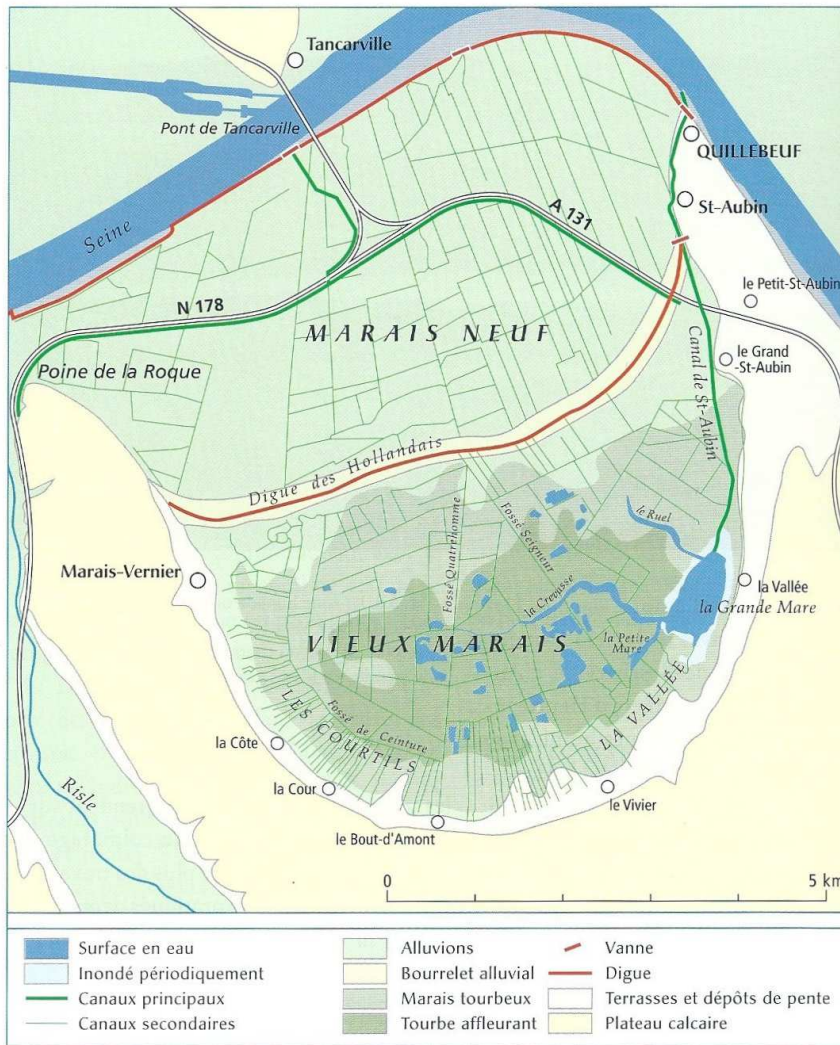 Tancarville
Pont de Tancarville
QUILLEBEUF
St-Aubin
Seine
A 131
le Petit-St-Aubin
N 178
MARAIS NEUF
le Grand
-St-Aubin
Poine de la Roque
Canal de St-Aubin
Digue des Hollandais
Fossé Quatrehomme
Fossé Seigneur
le Ruel
Marais-Vernier
la Vallée
la Crevasse
la Grande Mare
VIEUX MARAIS
la Petite
Mare
LES COURTILS
Fossé de Ceinture
LA VALLÉE
la Côte
la Cour
le Vivier
Risle
le Bout-d'Amont
0 5 km
Surface en eau
Inondé périodiquement
Canaux principaux
Canaux secondaires
Alluvions
Bourrelet alluvial
Marais tourbeux
Tourbe affleurant
Vanne
Digue
Terrasses et dépôts de pente
Plateau calcaire